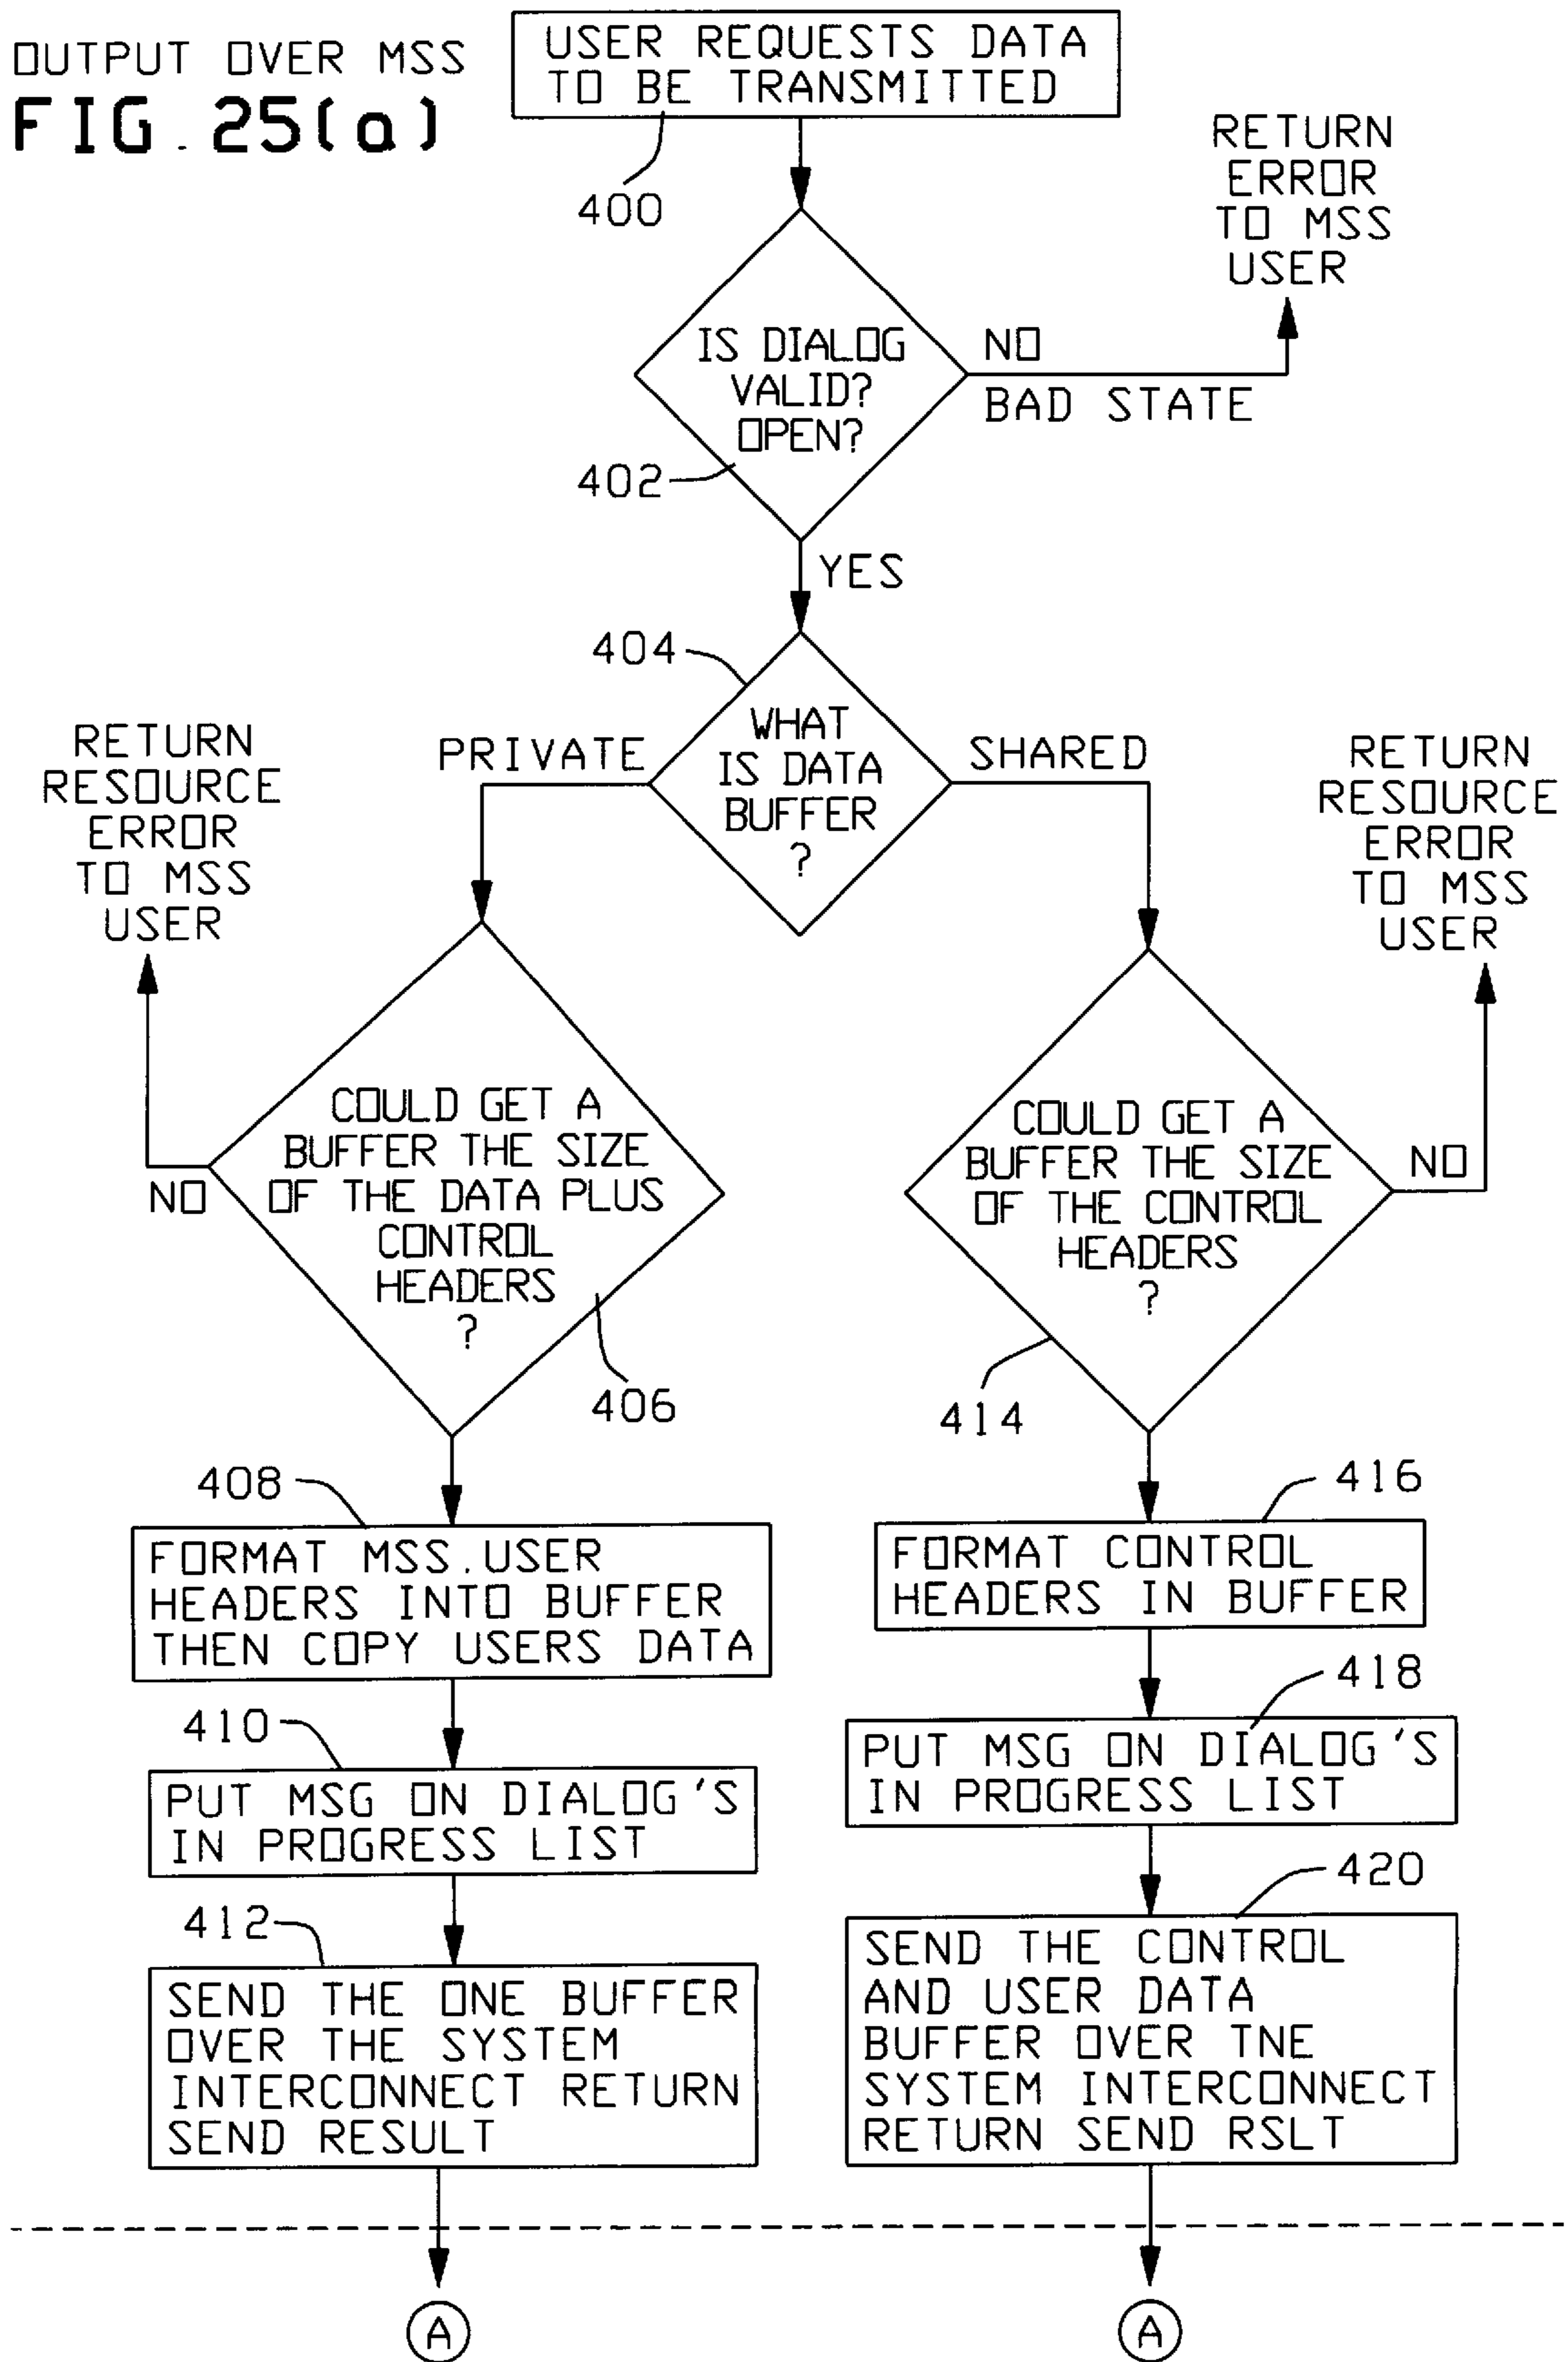 OUTPUT OVER MSS
FIG. 25(a)
USER REQUESTS DATA
TO BE TRANSMITTED
400
RETURN
ERROR
TO MSS
USER
IS DIALOG
VALID?
OPEN?
NO
BAD STATE
402
YES
404
WHAT
IS DATA
BUFFER
?
PRIVATE
SHARED
RETURN
RESOURCE
ERROR
TO MSS
USER
RETURN
RESOURCE
ERROR
TO MSS
USER
COULD GET A
BUFFER THE SIZE
OF THE DATA PLUS
CONTROL
HEADERS
?
NO
406
COULD GET A
BUFFER THE SIZE
OF THE CONTROL
HEADERS
?
NO
414
408
FORMAT MSS.USER
HEADERS INTO BUFFER
THEN COPY USERS DATA
416
FORMAT CONTROL
HEADERS IN BUFFER
410
PUT MSG ON DIALOG'S
IN PROGRESS LIST
418
PUT MSG ON DIALOG'S
IN PROGRESS LIST
412
SEND THE ONE BUFFER
OVER THE SYSTEM
INTERCONNECT RETURN
SEND RESULT
420
SEND THE CONTROL
AND USER DATA
BUFFER OVER TNE
SYSTEM INTERCONNECT
RETURN SEND RSLT
A
A